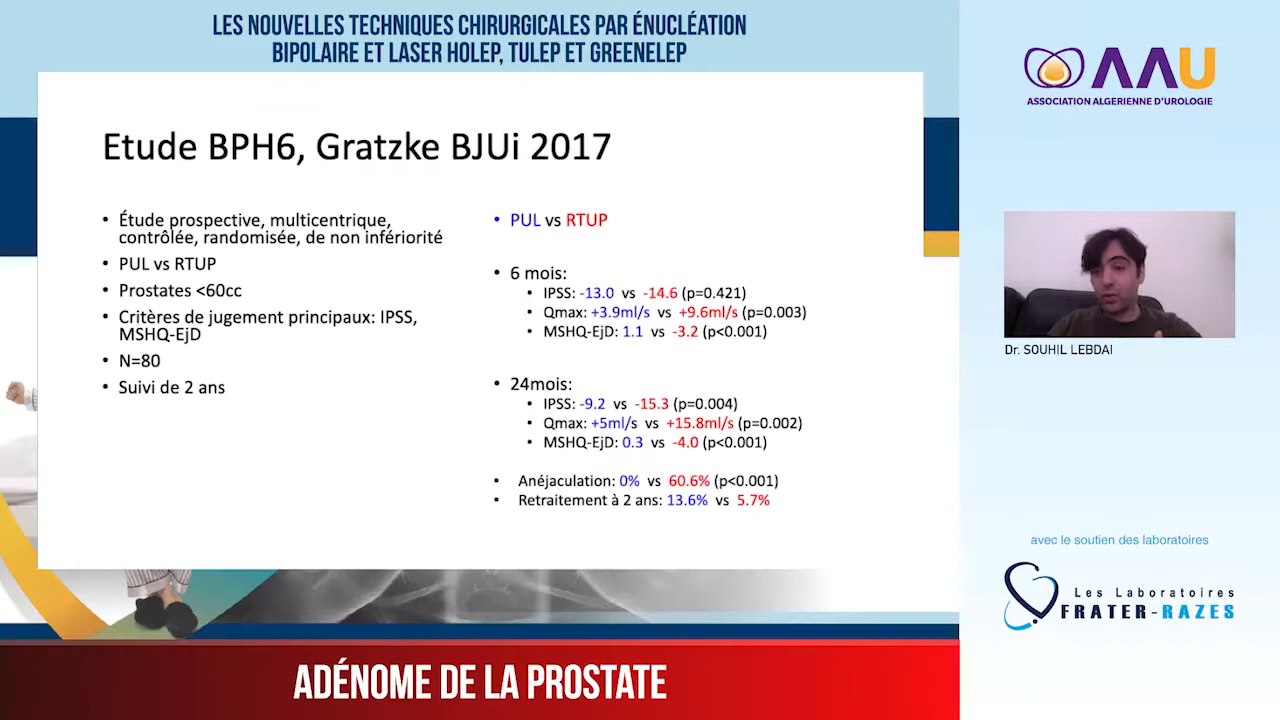 LES NOUVELLES TECHNIQUES CHIRURGICALES PAR ÉNUCLÉATION
BIPOLAIRE ET LASER HOLEP, TULEP ET GREENELEP
Etude BPH6, Gratzke BJUi 2017
• Étude prospective, multicentrique,
contrôlée, randomisée, de non infériorité
• PUL vs RTUP
• Prostates <60cc
• Critères de jugement principaux: IPSS,
MSHQ-EjD
• N=80
• Suivi de 2 ans
• PUL vs RTUP
• 6 mois:
• IPSS: -13.0 vs -14.6 (p=0.421)
• Qmax: +3.9ml/s vs +9.6ml/s (p=0.003)
• MSHQ-EjD: 1.1 vs -3.2 (p<0.001)
• 24mois:
• IPSS: -9.2 vs -15.3 (p=0.004)
• Qmax: +5ml/s vs +15.8ml/s (p=0.002)
• MSHQ-EjD: 0.3 vs -4.0 (p<0.001)
• Anéjaculation: 0% vs 60.6% (p<0.001)
• Retraitement à 2 ans: 13.6% vs 5.7%
ADÉNOME DE LA PROSTATE
AAU
ASSOCIATION ALGERIENNE D'UROLOGIE
Dr. SOUHIL LEBDAI
avec le soutien des laboratoires
Les Laboratoires
FRATER-RAZES